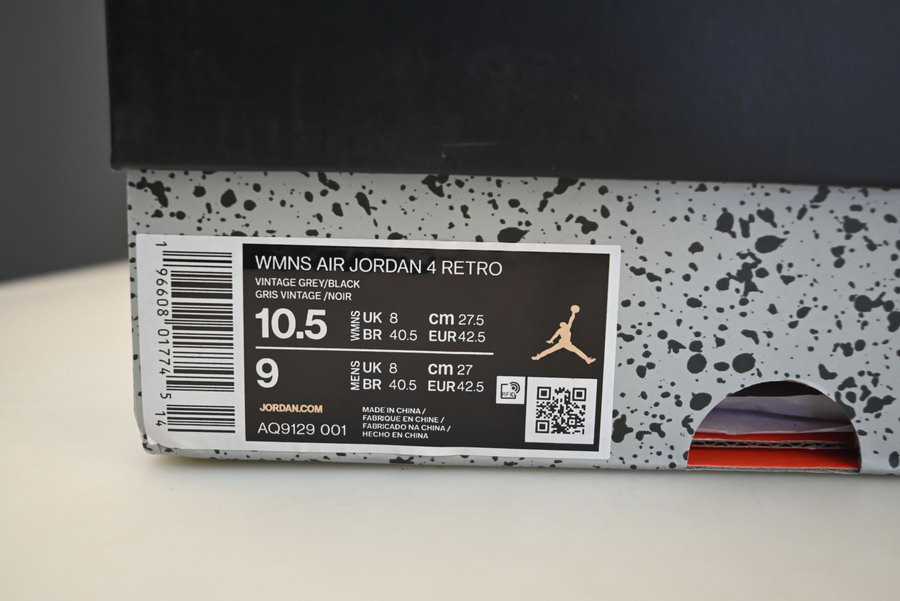 1 96608 01774 5 14
WMNS AIR JORDAN 4 RETRO
VINTAGE GREY/BLACK
GRIS VINTAGE /NOIR
10.5 WMNS UK 8 cm 27.5
BR 40.5 EUR 42.5
9 MENS UK 8 cm 27
BR 40.5 EUR 42.5
JORDAN.COM
AQ9129 001
MADE IN CHINA /
FABRIQUE EN CHINE /
FABRICADO NA CHINA /
HECHO EN CHINA
RFID